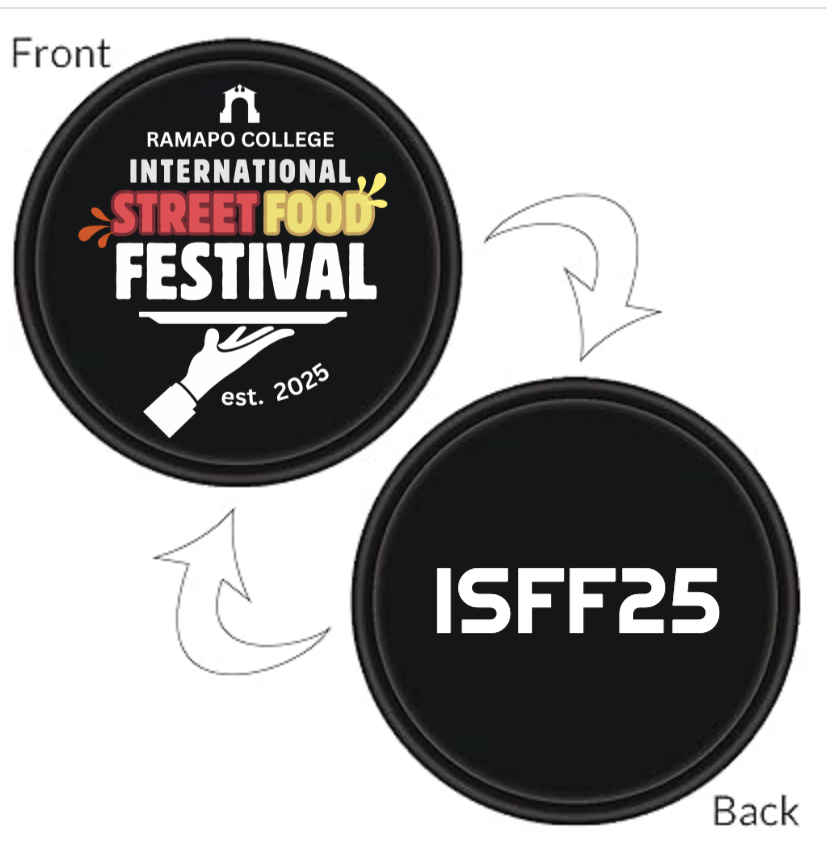 Front
RAMAPO COLLEGE
INTERNATIONAL
STREET FOOD
FESTIVAL
est. 2025
ISFF25
Back